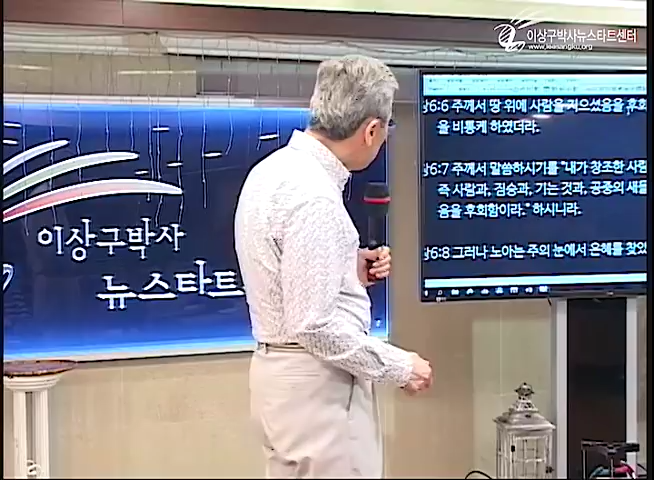 이상구박사뉴스타트센터
www.leesangku.org
이상구박사
뉴스타트
창6:6 주께서 땅 위에 사람을 지으셨음을 후회
을 비통케 하였더라.
창6:7 주께서 말씀하시기를 "내가 창조한 사람
즉 사람과, 짐승과, 기는 것과, 공중의 새들
음을 후회함이라." 하시니라.
창6:8 그러나 노아는 주의 눈에서 은혜를 찾았